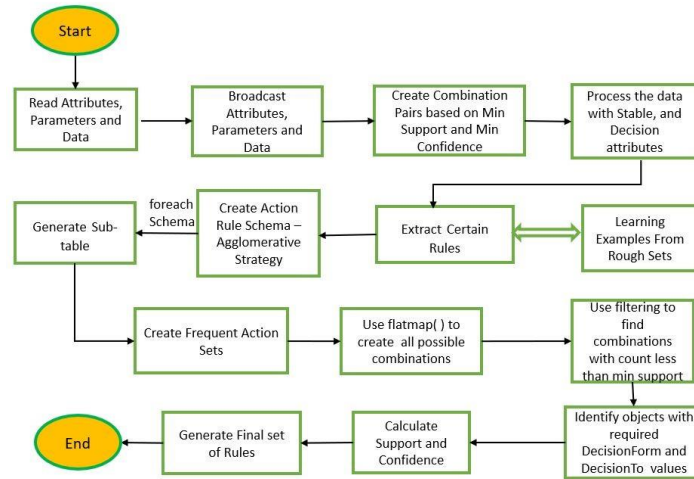 Start
Read Attributes,
Parameters and
Data
Broadcast
Attributes,
Parameters and
Data
Create Combination
Pairs based on Min
Support and Min
Confidence
Process the data
with Stable, and
Decision
attributes
Generate Sub-
table
foreach
Schema
Create Action
Rule Schema –
Agglomerative
Strategy
Extract Certain
Rules
Learning
Examples From
Rough Sets
Create Frequent Action
Sets
Use flatmap( ) to
create all possible
combinations
Use filtering to
find
combinations
with count less
than min support
End
Generate Final set
of Rules
Calculate
Support and
Confidence
Identify objects with
required
DecisionForm and
DecisionTo values